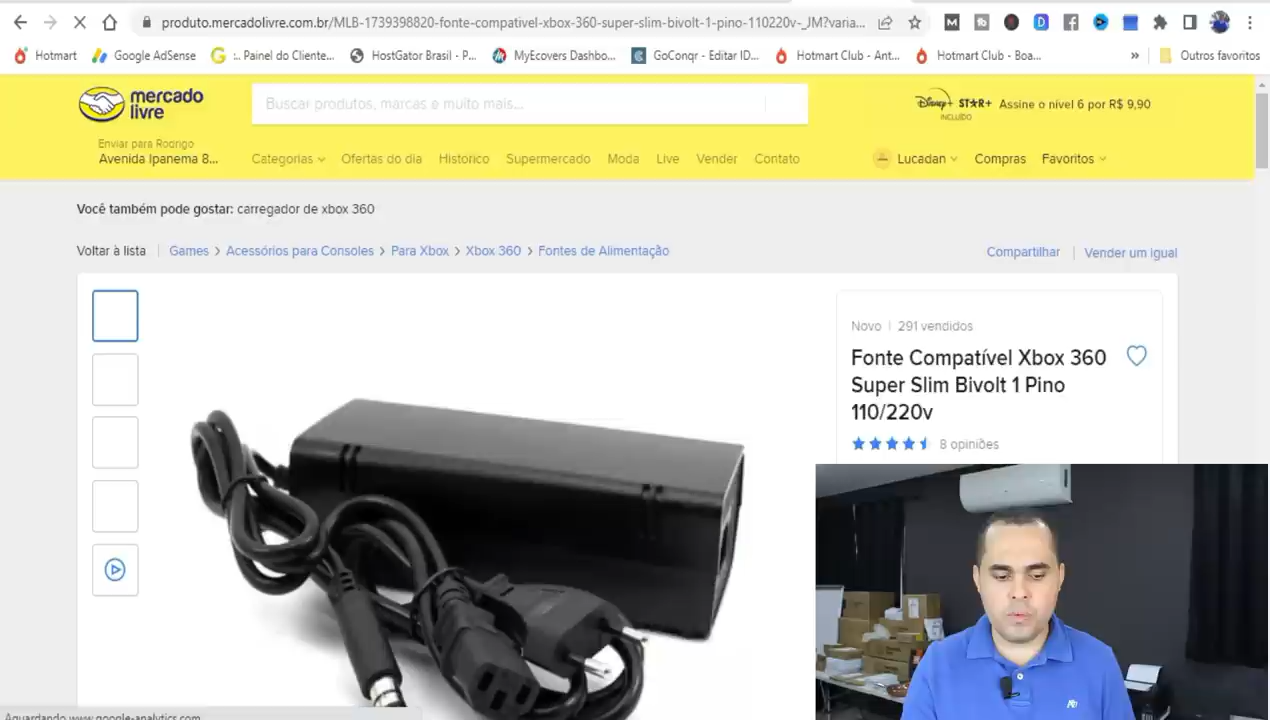 produto.mercadolivre.com.br/MLB-1739398820-fonte-compativel-xbox-360-super-slim-bivolt-1-pino-110220v-_JM?varia...
Hotmart Google AdSense :. Painel do Cliente... HostGator Brasil - P... MyEcovers Dashbo... GoConqr - Editar ID... Hotmart Club - Ant... Hotmart Club - Boa... » Outros favoritos
mercado
livre
Buscar produtos, marcas e muito mais...
Disney+ STAR+ Assine o nível 6 por R$ 9,90
INCLUÍDO
Enviar para Rodrigo
Avenida Ipanema 8...
Categorias Ofertas do dia Histórico Supermercado Moda Live Vender Contato
Lucadan Compras Favoritos
Você também pode gostar: carregador de xbox 360
Voltar à lista Games > Acessórios para Consoles > Para Xbox > Xbox 360 > Fontes de Alimentação
Compartilhar Vender um igual
Novo | 291 vendidos
Fonte Compatível Xbox 360
Super Slim Bivolt 1 Pino
110/220v
8 opiniões
Aguardando www.google-analytics.com